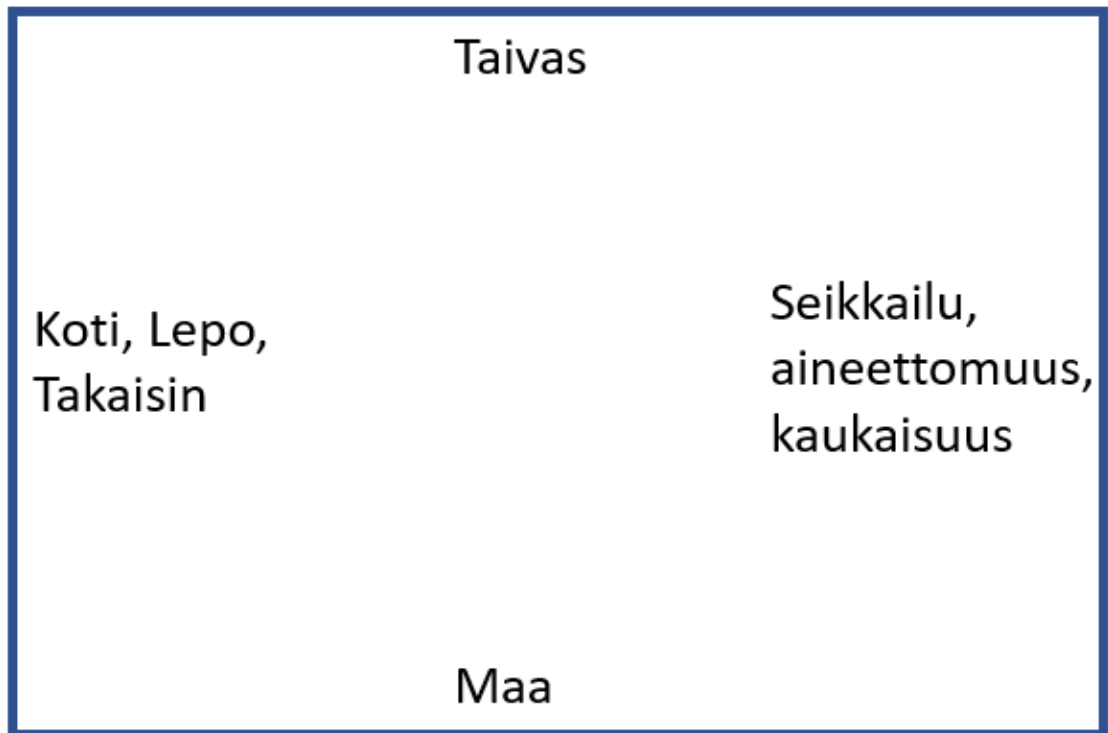 Taivas
Koti, Lepo,
Takaisin
Seikkailu,
aineettomuus,
kaukaisuus
Maa